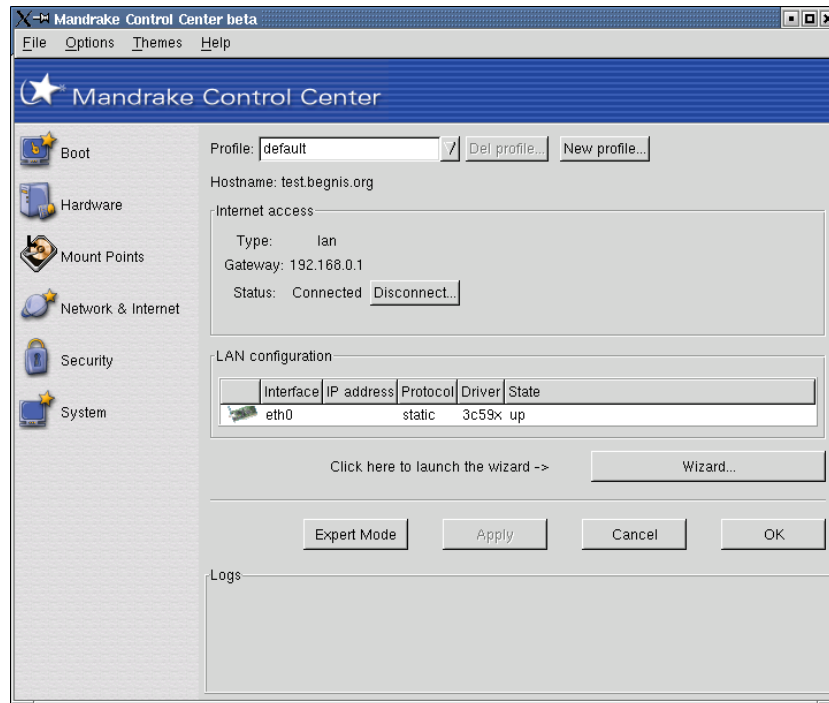 Mandrake Control Center beta
File Options Themes Help
Mandrake Control Center
Boot
Hardware
Mount Points
Network & Internet
Security
System
Profile: default Del profile... New profile...
Hostname: test.begnis.org
Internet access
Type: lan
Gateway: 192.168.0.1
Status: Connected Disconnect...
LAN configuration
Interface IP address Protocol Driver State
eth0 static 3c59x up
Click here to launch the wizard -> Wizard...
Expert Mode Apply Cancel OK
Logs